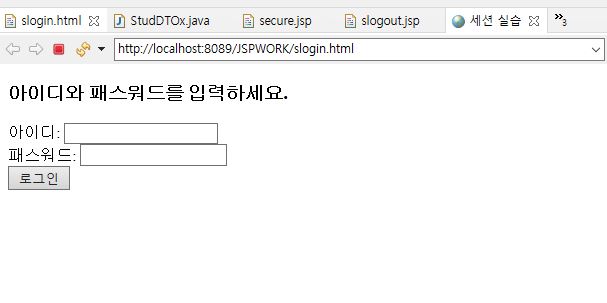 slogin.html StudDTOx.java secure.jsp slogout.jsp 세션 실습 »3
http://localhost:8089/JSPWORK/slogin.html
아이디와 패스워드를 입력하세요.
아이디:
패스워드:
로그인